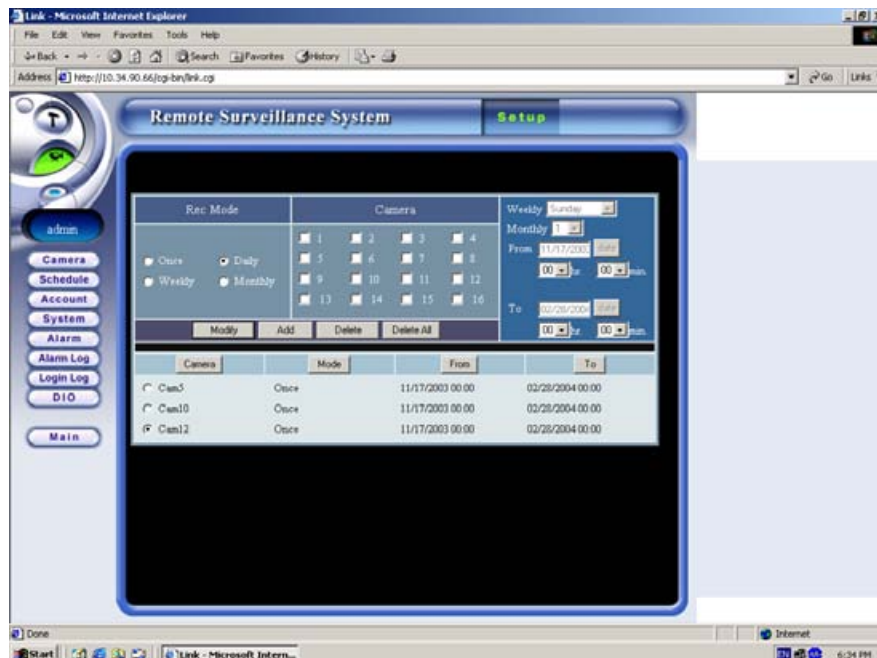 Link - Microsoft Internet Explorer
File Edit View Favorites Tools Help
Back Search Favorites History
Address http://10.34.90.66/cgi-bin/link.cgi Go Links
Remote Surveillance System Setup
admin
Camera
Schedule
Account
System
Alarm
Alarm Log
Login Log
DIO
Main
Rec Mode Camera
Once Daily
Weekly Monthly
1 2 3 4
5 6 7 8
9 10 11 12
13 14 15 16
Weekly Sunday
Monthly 1
From 11/17/2003 date
00 hr. 00 min.
To 02/28/2004 date
00 hr. 00 min.
Modify Add Delete Delete All
Camera Mode From To
Cam5 Once 11/17/2003 00:00 02/28/2004 00:00
Cam10 Once 11/17/2003 00:00 02/28/2004 00:00
Cam12 Once 11/17/2003 00:00 02/28/2004 00:00
Done Internet
Start Link - Microsoft Intern... EN 6:34 PM